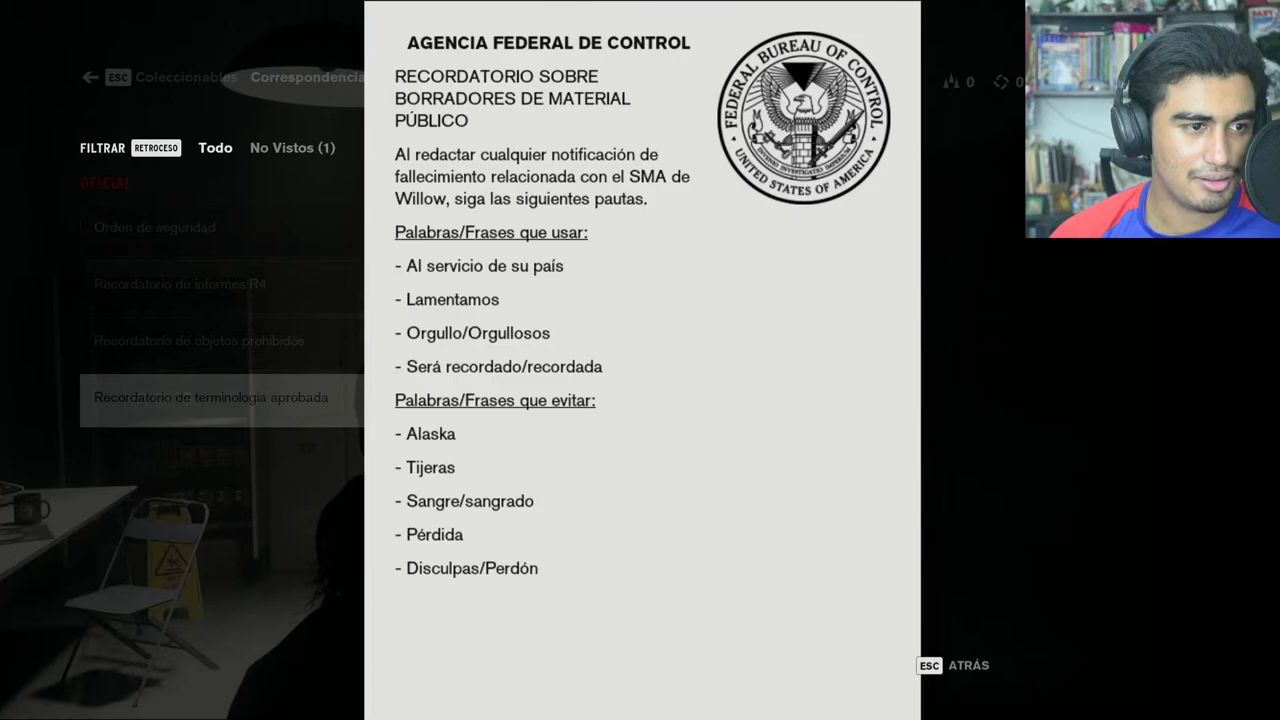 ESC Coleccionables Correspondencia
0
0
FILTRAR RETROCESO Todo No Vistos (1)
OFICIAL
Orden de seguridad
Recordatorio de informes R4
Recordatorio de objetos prohibidos
Recordatorio de terminología aprobada
AGENCIA FEDERAL DE CONTROL
RECORDATORIO SOBRE
BORRADORES DE MATERIAL
PÚBLICO
Al redactar cualquier notificación de
fallecimiento relacionada con el SMA de
Willow, siga las siguientes pautas.
Palabras/Frases que usar:
- Al servicio de su país
- Lamentamos
- Orgullo/Orgullosos
- Será recordado/recordada
Palabras/Frases que evitar:
- Alaska
- Tijeras
- Sangre/sangrado
- Pérdida
- Disculpas/Perdón
FEDERAL BUREAU OF CONTROL
UNITED STATES OF AMERICA
ESC ATRÁS